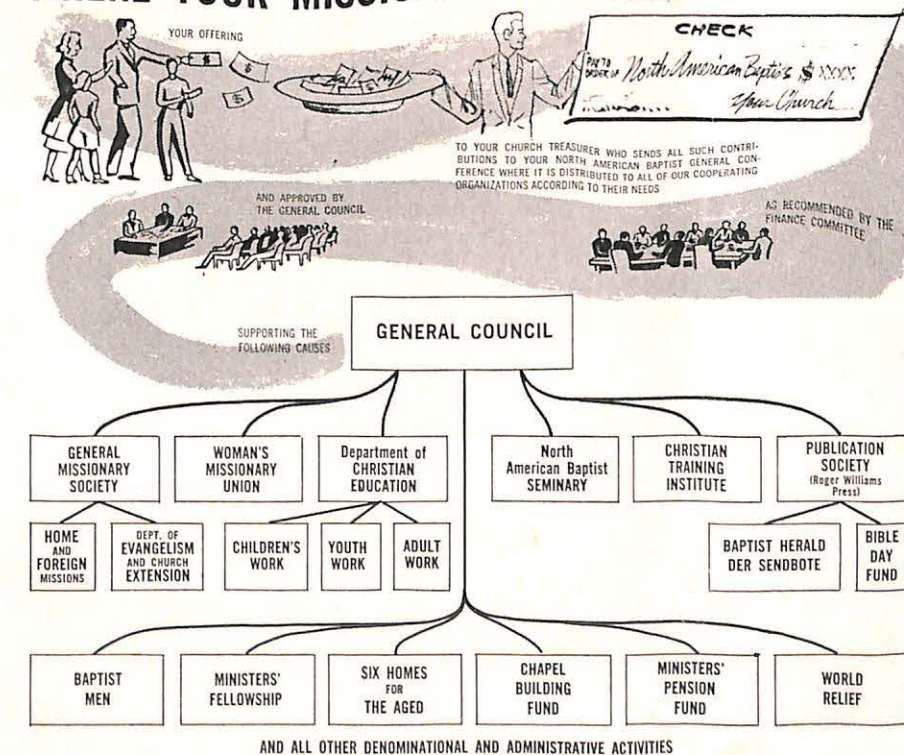 WHERE YOUR
YOUR OFFERING
CHECK
PAY TO
ORDER OF North American Baptists $ XXXX
Your Church
TO YOUR CHURCH TREASURER WHO SENDS ALL SUCH CONTRI-
BUTIONS TO YOUR NORTH AMERICAN BAPTIST GENERAL CON-
FERENCE WHERE IT IS DISTRIBUTED TO ALL OF OUR COOPERATING
ORGANIZATIONS ACCORDING TO THEIR NEEDS
AS RECOMMENDED BY THE
FINANCE COMMITTEE
AND APPROVED BY
THE GENERAL COUNCIL
SUPPORTING THE
FOLLOWING CAUSES
GENERAL COUNCIL
GENERAL
MISSIONARY
SOCIETY
WOMAN'S
MISSIONARY
UNION
Department of
CHRISTIAN
EDUCATION
North
American Baptist
SEMINARY
CHRISTIAN
TRAINING
INSTITUTE
PUBLICATION
SOCIETY
(Roger Williams
Press)
HOME
AND
FOREIGN
MISSIONS
DEPT. OF
EVANGELISM
AND CHURCH
EXTENSION
CHILDREN'S
WORK
YOUTH
WORK
ADULT
WORK
BAPTIST HERALD
DER SENDBOTE
BIBLE
DAY
FUND
BAPTIST
MEN
MINISTERS'
FELLOWSHIP
SIX HOMES
FOR
THE AGED
CHAPEL
BUILDING
FUND
MINISTERS'
PENSION
FUND
WORLD
RELIEF
AND ALL OTHER DENOMINATIONAL AND ADMINISTRATIVE ACTIVITIES